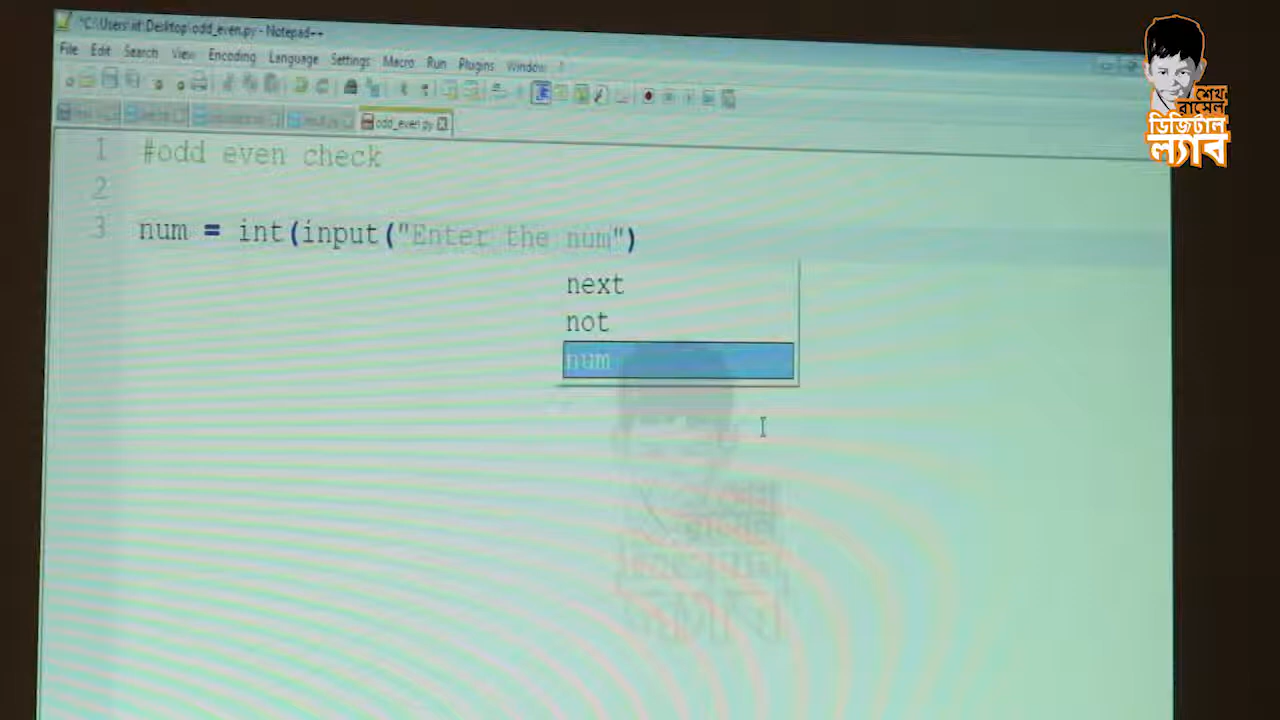 *C:\Users\it\Desktop\odd_even.py - Notepad++
File Edit Search View Encoding Language Settings Macro Run Plugins Window ?
odd_even.py
1 #odd even check
2
3 num = int(input("Enter the num")
next
not
num
শেখ
রাসেল
ডিজিটাল
ল্যাব